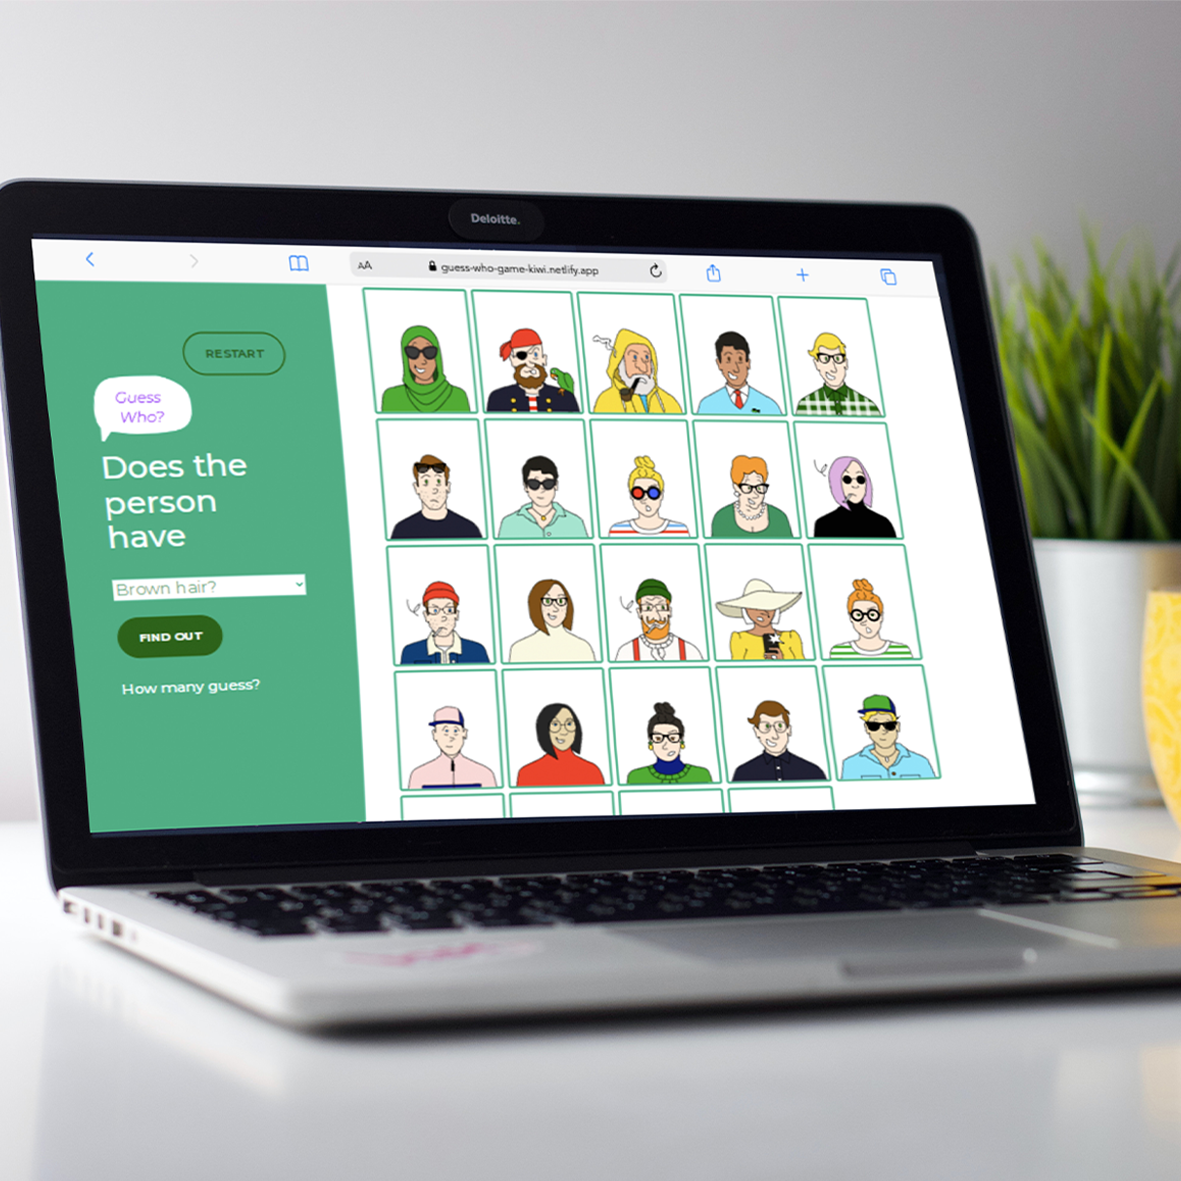 Deloitte.
AA
guess-who-game-kiwi.netlify.app
RESTART
Guess
Who?
Does the
person
have
Brown hair?
FIND OUT
How many guess?